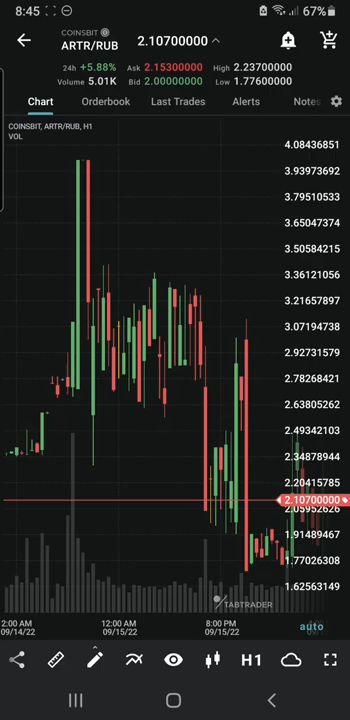 8:45 67%
COINSBIT
ARTR/RUB 2.10700000
24h +5.88% Ask 2.15300000 High 2.23700000
Volume 5.01K Bid 2.00000000 Low 1.77600000
Chart Orderbook Last Trades Alerts Notes
COINSBIT, ARTR/RUB, H1
VOL
4.08436851
3.93973692
3.79510533
3.65047374
3.50584215
3.36121056
3.21657897
3.07194738
2.92731579
2.78268421
2.63805262
2.49342103
2.34878944
2.20415785
2.10700000
2.05952626
1.91489467
1.77026308
1.62563149
TABTRADER
2:00 AM 12:00 AM 8:00 PM auto
09/14/22 09/15/22 09/15/22
H1